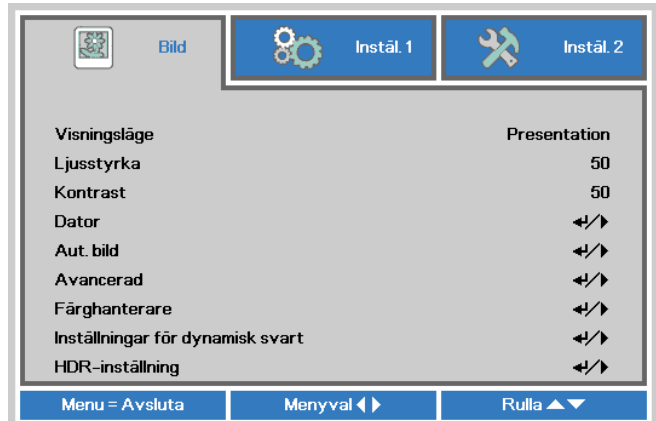 Bild
Instäl. 1
Instäl. 2
Visningsläge Presentation
Ljusstyrka 50
Kontrast 50
Dator
Aut. bild
Avancerad
Färghanterare
Inställningar för dynamisk svart
HDR-inställning
Menu = Avsluta
Menyval
Rulla